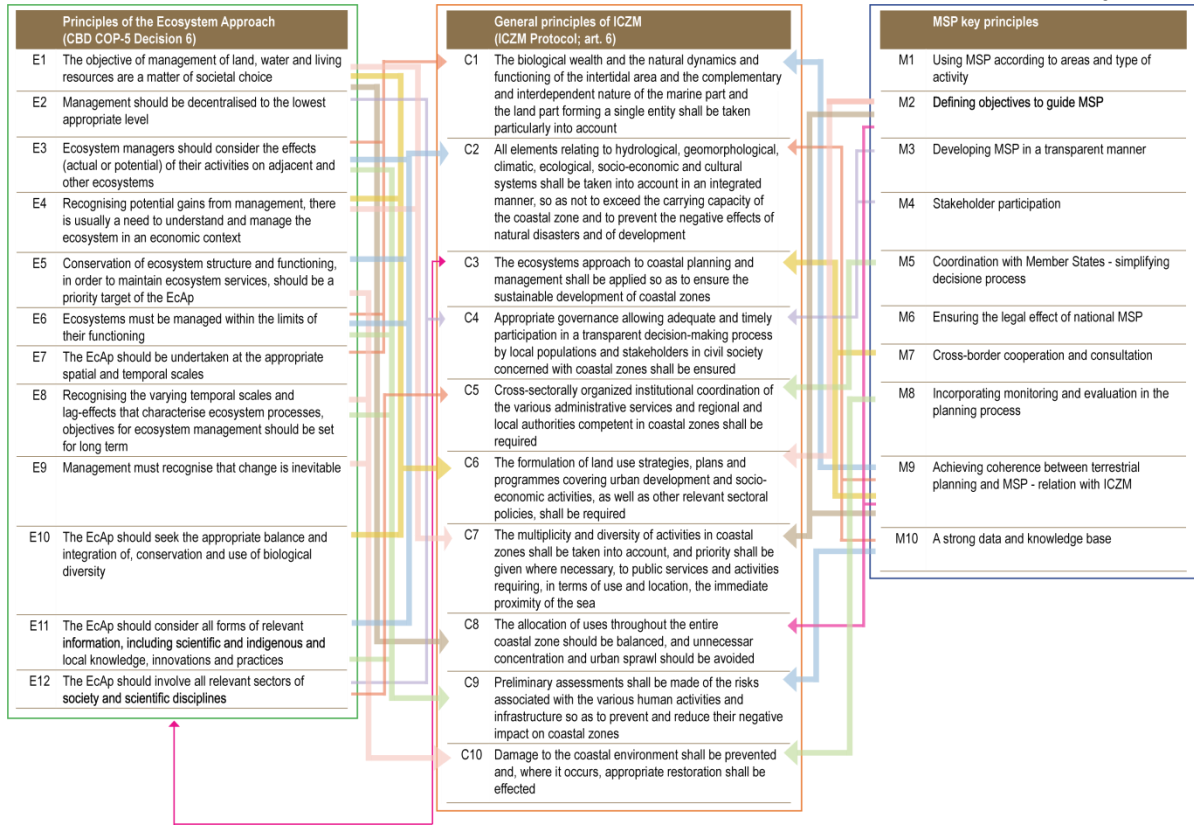 Principles of the Ecosystem Approach
(CBD COP-5 Decision 6)
E1 The objective of management of land, water and living
resources are a matter of societal choice
E2 Management should be decentralised to the lowest
appropriate level
E3 Ecosystem managers should consider the effects
(actual or potential) of their activities on adjacent and
other ecosystems
E4 Recognising potential gains from management, there
is usually a need to understand and manage the
ecosystem in an economic context
E5 Conservation of ecosystem structure and functioning,
in order to maintain ecosystem services, should be a
priority target of the EcAp
E6 Ecosystems must be managed within the limits of
their functioning
E7 The EcAp should be undertaken at the appropriate
spatial and temporal scales
E8 Recognising the varying temporal scales and
lag-effects that characterise ecosystem processes,
objectives for ecosystem management should be set
for long term
E9 Management must recognise that change is inevitable
E10 The EcAp should seek the appropriate balance and
integration of, conservation and use of biological
diversity
E11 The EcAp should consider all forms of relevant
information, including scientific and indigenous and
local knowledge, innovations and practices
E12 The EcAp should involve all relevant sectors of
society and scientific disciplines
General principles of ICZM
(ICZM Protocol; art. 6)
C1 The biological wealth and the natural dynamics and
functioning of the intertidal area and the complementary
and interdependent nature of the marine part and
the land part forming a single entity shall be taken
particularly into account
C2 All elements relating to hydrological, geomorphological,
climatic, ecological, socio-economic and cultural
systems shall be taken into account in an integrated
manner, so as not to exceed the carrying capacity of
the coastal zone and to prevent the negative effects of
natural disasters and of development
C3 The ecosystems approach to coastal planning and
management shall be applied so as to ensure the
sustainable development of coastal zones
C4 Appropriate governance allowing adequate and timely
participation in a transparent decision-making process
by local populations and stakeholders in civil society
concerned with coastal zones shall be ensured
C5 Cross-sectorally organized institutional coordination of
the various administrative services and regional and
local authorities competent in coastal zones shall be
required
C6 The formulation of land use strategies, plans and
programmes covering urban development and socio-
economic activities, as well as other relevant sectoral
policies, shall be required
C7 The multiplicity and diversity of activities in coastal
zones shall be taken into account, and priority shall be
given where necessary, to public services and activities
requiring, in terms of use and location, the immediate
proximity of the sea
C8 The allocation of uses throughout the entire
coastal zone should be balanced, and unnecessar
concentration and urban sprawl should be avoided
C9 Preliminary assessments shall be made of the risks
associated with the various human activities and
infrastructure so as to prevent and reduce their negative
impact on coastal zones
C10 Damage to the coastal environment shall be prevented
and, where it occurs, appropriate restoration shall be
effected
MSP key principles
M1 Using MSP according to areas and type of
activity
M2 Defining objectives to guide MSP
M3 Developing MSP in a transparent manner
M4 Stakeholder participation
M5 Coordination with Member States - simplifying
decisione process
M6 Ensuring the legal effect of national MSP
M7 Cross-border cooperation and consultation
M8 Incorporating monitoring and evaluation in the
planning process
M9 Achieving coherence between terrestrial
planning and MSP - relation with ICZM
M10 A strong data and knowledge base